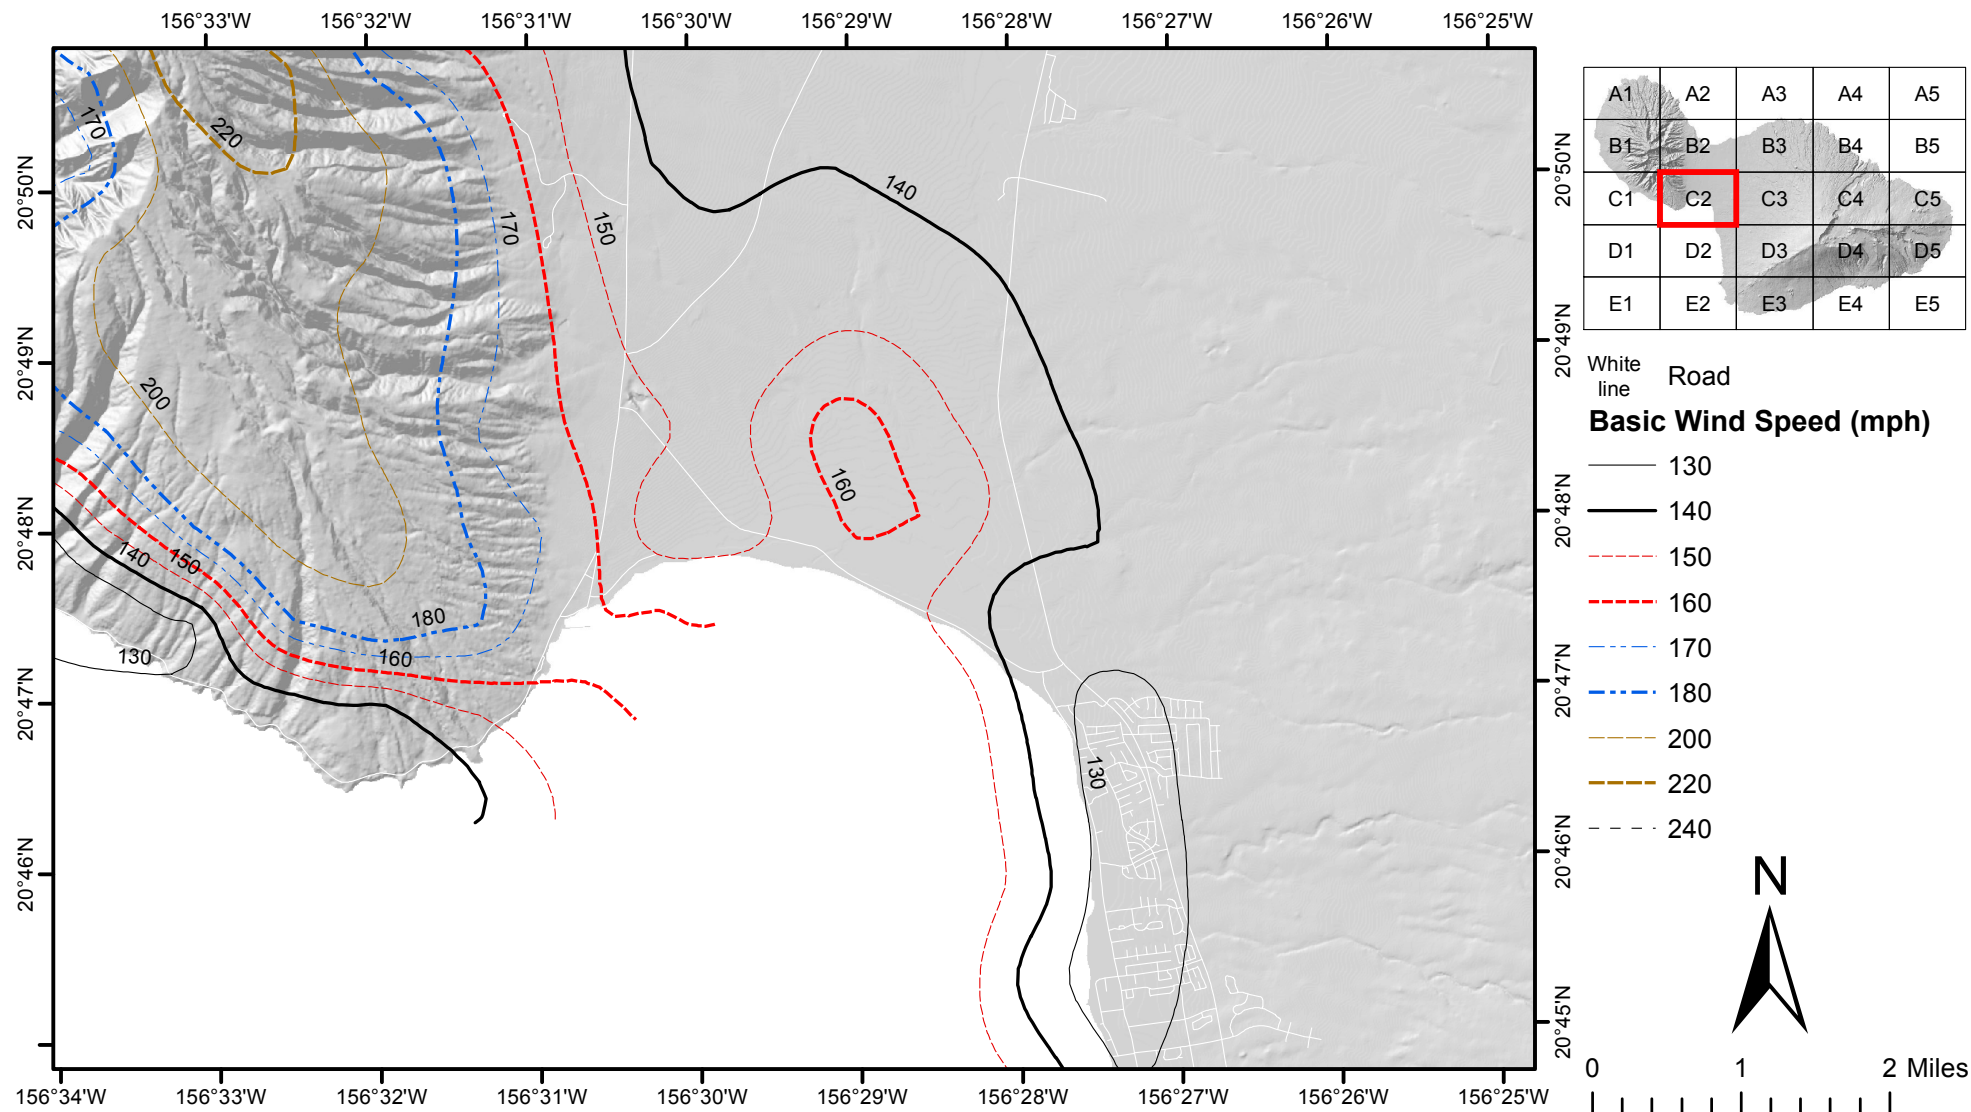 156°33'W 156°32'W 156°31'W 156°30'W 156°29'W 156°28'W 156°27'W 156°26'W 156°25'W
20°50'N
20°49'N
20°48'N
20°47'N
20°46'N
170
220
170
150
140
200
160
140
150
180
130
160
130
20°50'N
20°49'N
20°48'N
20°47'N
20°46'N
20°45'N
156°34'W 156°33'W 156°32'W 156°31'W 156°30'W 156°29'W 156°28'W 156°27'W 156°26'W 156°25'W
A1 A2 A3 A4 A5
B1 B2 B3 B4 B5
C1 C2 C3 C4 C5
D1 D2 D3 D4 D5
E1 E2 E3 E4 E5
White
line
Road
Basic Wind Speed (mph)
130
140
150
160
170
180
200
220
240
N
0 1 2 Miles